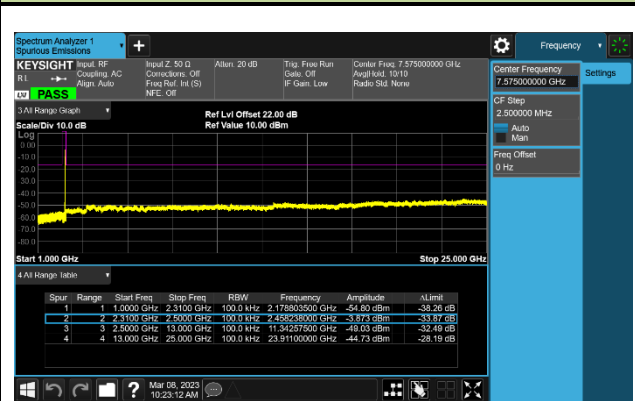 Spectrum Analyzer 1
Spurious Emissions
Frequency
KEYSIGHT Input: RF Input Z: 50 Ω Atten: 20 dB Trig: Free Run Center Freq: 7.575000000 GHz
RL Coupling: AC Corrections: Off Gate: Off Avg|Hold: 10/10
Align: Auto Freq Ref: Int (S) IF Gain: Low Radio Std: None
LXI PASS NFE: Off
Center Frequency
7.575000000 GHz
Settings
CF Step
2.500000 MHz
Auto
Man
Freq Offset
0 Hz
3 All Range Graph
Ref Lvl Offset 22.00 dB
Scale/Div 10.0 dB Ref Value 10.00 dBm
Log
0.00
-10.0
-20.0
-30.0
-40.0
-50.0
-60.0
-70.0
-80.0
Start 1.000 GHz Stop 25.000 GHz
4 All Range Table
Spur Range Start Freq Stop Freq RBW Frequency Amplitude ΔLimit
1 1 1.0000 GHz 2.3100 GHz 100.0 kHz 2.178803500 GHz -54.80 dBm -38.26 dB
2 2 2.3100 GHz 2.5000 GHz 100.0 kHz 2.458238000 GHz -3.873 dBm -33.87 dB
3 3 2.5000 GHz 13.000 GHz 100.0 kHz 11.34257500 GHz -49.03 dBm -32.49 dB
4 4 13.000 GHz 25.000 GHz 100.0 kHz 23.91100000 GHz -44.73 dBm -28.19 dB
?
Mar 08, 2023
10:23:12 AM